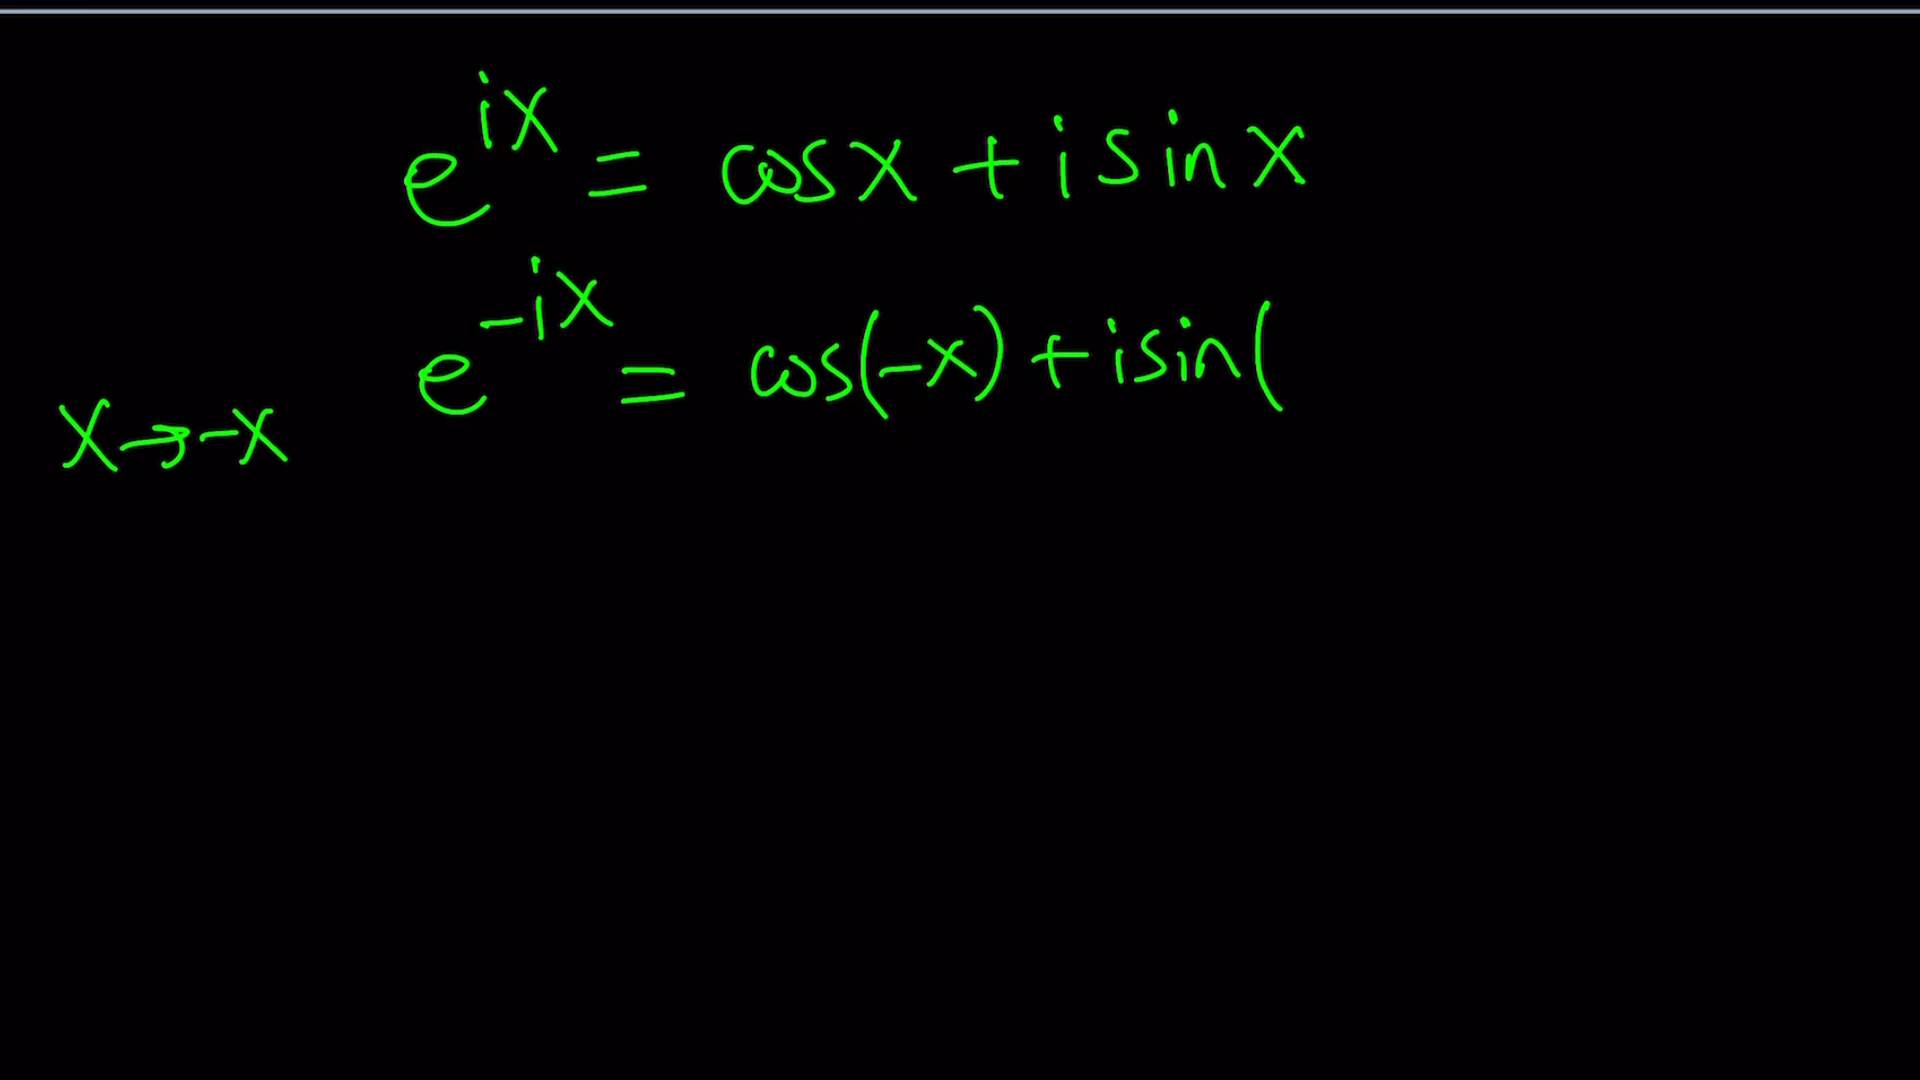 e^{ix} = cos x + i sin x
e^{-ix} = cos(-x) + i sin(
x → -x